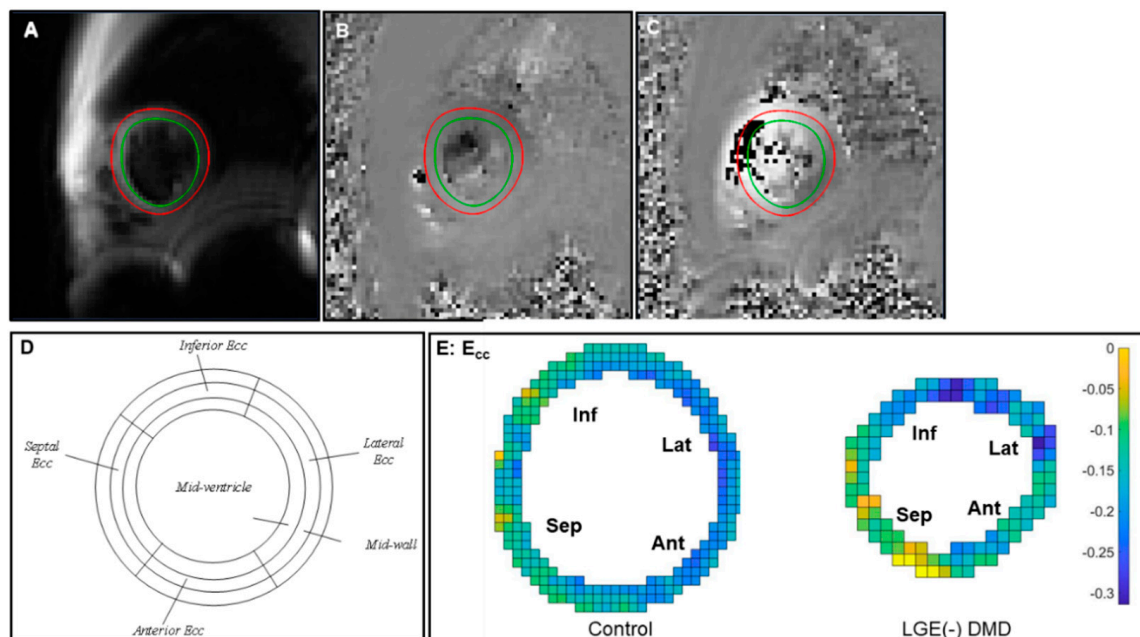 A
B
C
D
Inferior Ecc
Septal
Ecc
Lateral
Ecc
Mid-ventricle
Mid-wall
Anterior Ecc
E: Ecc
Inf
Lat
Sep
Ant
Control
Inf
Lat
Sep
Ant
LGE(-) DMD
0
-0.05
-0.1
-0.15
-0.2
-0.25
-0.3